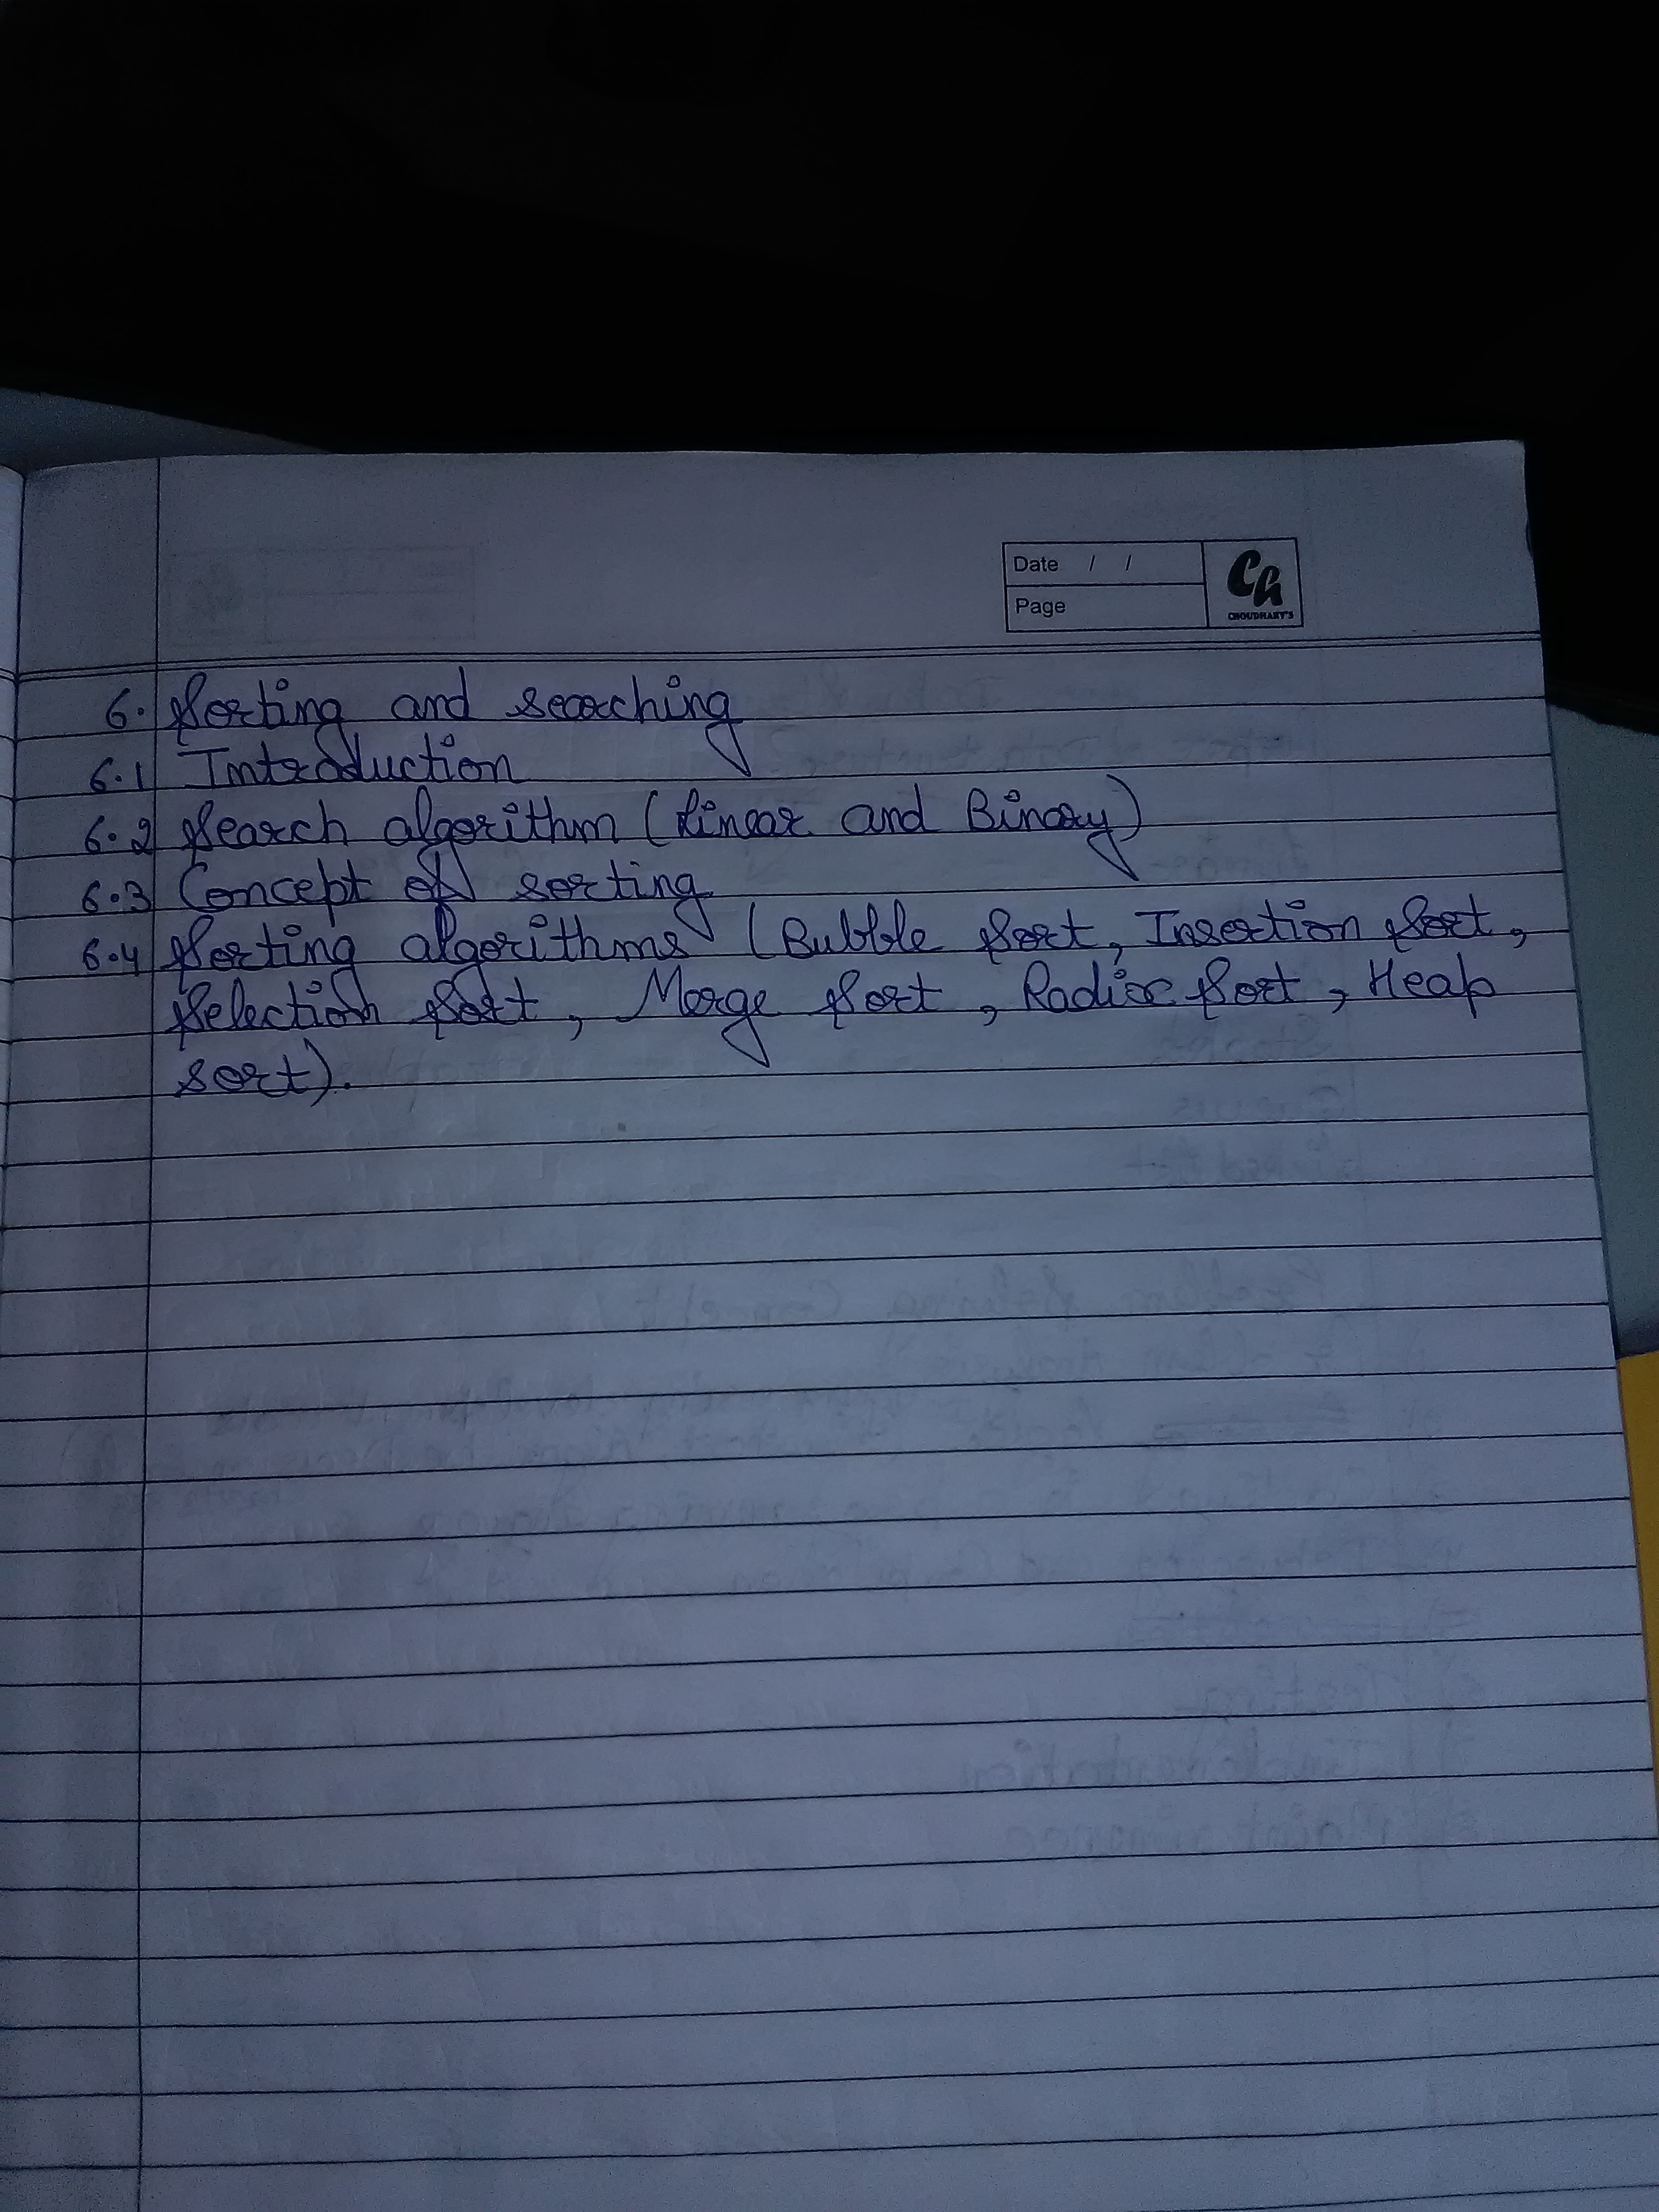 Date / /
Page
Ch
CHOUDHARY'S
6. Sorting and searching
6.1 Introduction
6.2 Search algorithm (Linear and Binary)
6.3 Concept of sorting
6.4 Sorting algorithms (Bubble Sort, Insertion Sort,
Selection Sort, Merge Sort, Radix Sort, Heap
sort).